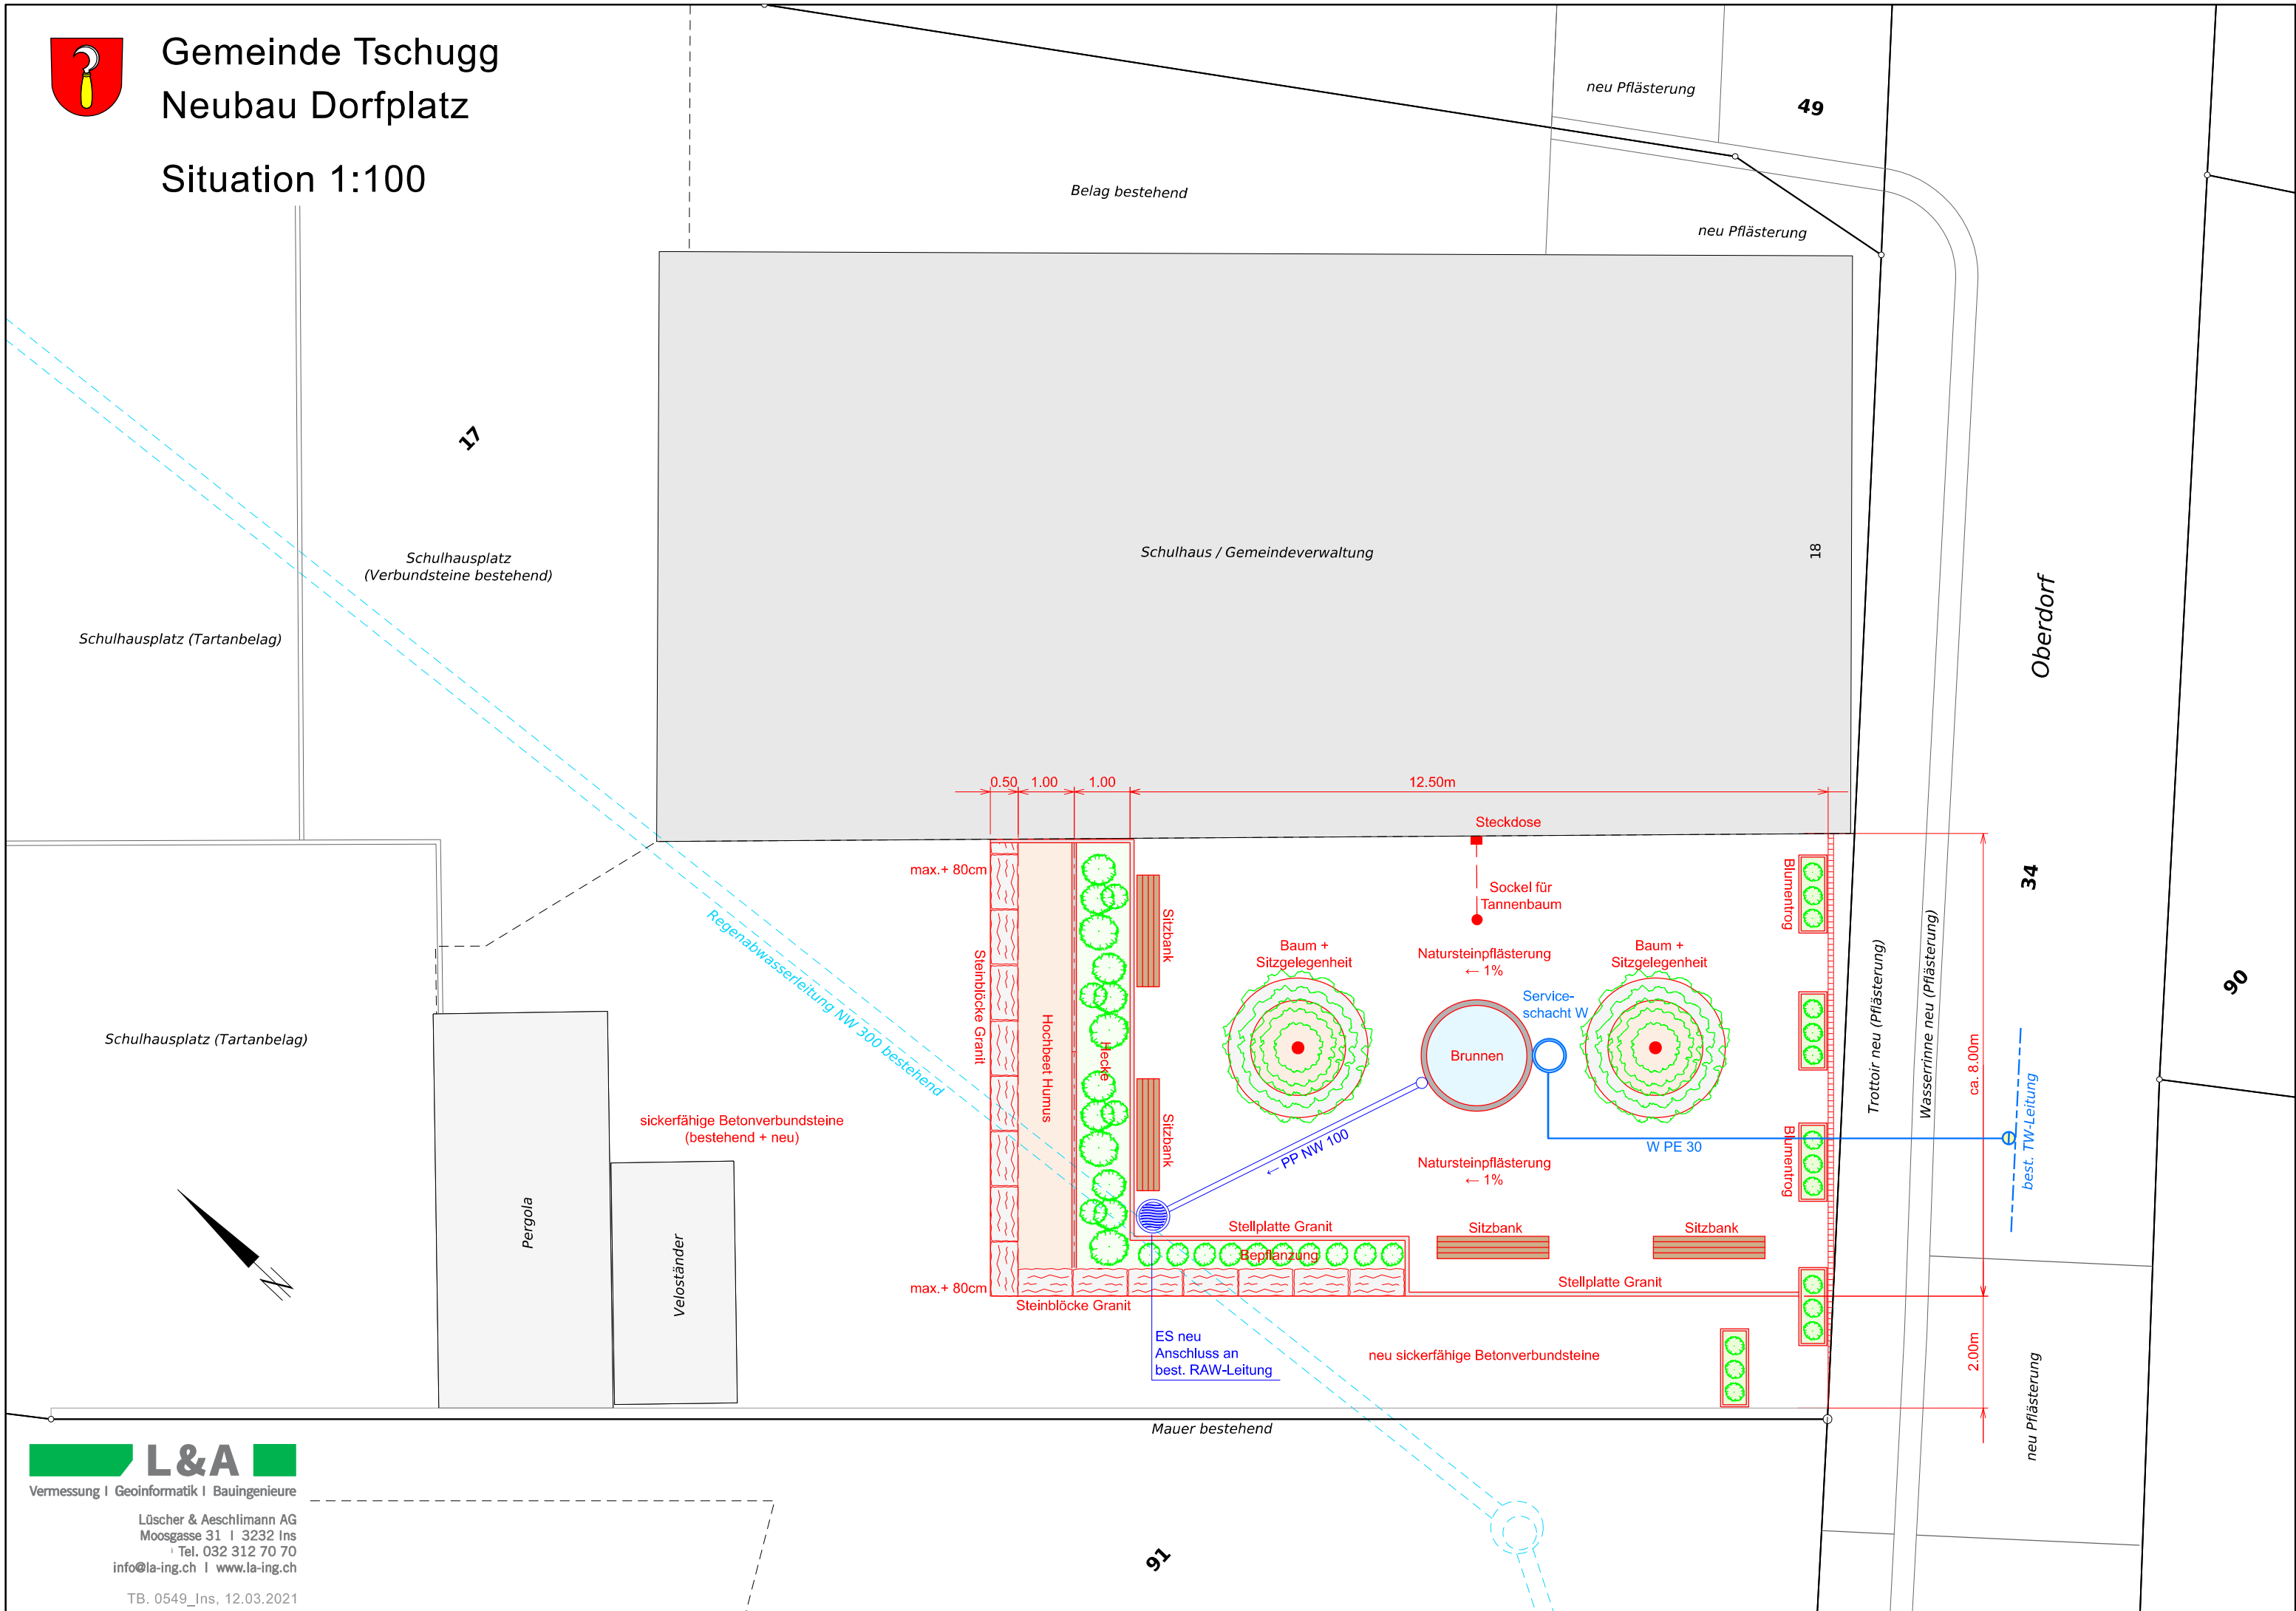 Gemeinde Tschugg
Neubau Dorfplatz
Situation 1:100
neu Pflästerung
49
Belag bestehend
neu Pflästerung
17
Schulhausplatz
(Verbundsteine bestehend)
Schulhaus / Gemeindeverwaltung
18
Oberdorf
Schulhausplatz (Tartanbelag)
0.50
1.00
1.00
12.50m
Steckdose
max.+ 80cm
Sockel für
Tannenbaum
Blumentrog
34
Regenabwasserleitung NW 300 bestehend
Steinblöcke Granit
Sitzbank
Baum +
Sitzgelegenheit
Natursteinpflästerung
← 1%
Baum +
Sitzgelegenheit
Trottoir neu (Pflästerung)
Wasserrinne neu (Pflästerung)
90
Service-
schacht W
Schulhausplatz (Tartanbelag)
Hochbeet Humus
Hecke
Brunnen
ca. 8.00m
best. TW-Leitung
sickerfähige Betonverbundsteine
(bestehend + neu)
Sitzbank
← PP NW 100
W PE 30
Blumentrog
Natursteinpflästerung
← 1%
Pergola
Velostände​r
Stellplatte Granit
Sitzbank
Sitzbank
Bepflanzung
N
max.+ 80cm
Steinblöcke Granit
Stellplatte Granit
ES neu
Anschluss an
best. RAW-Leitung
neu sickerfähige Betonverbundsteine
2.00m
neu Pflästerung
Mauer bestehend
L&A
Vermessung I Geoinformatik I Bauingenieure
Lüscher & Aeschlimann AG
Moosgasse 31 I 3232 Ins
Tel. 032 312 70 70
info@la-ing.ch I www.la-ing.ch
TB. 0549_Ins, 12.03.2021
91